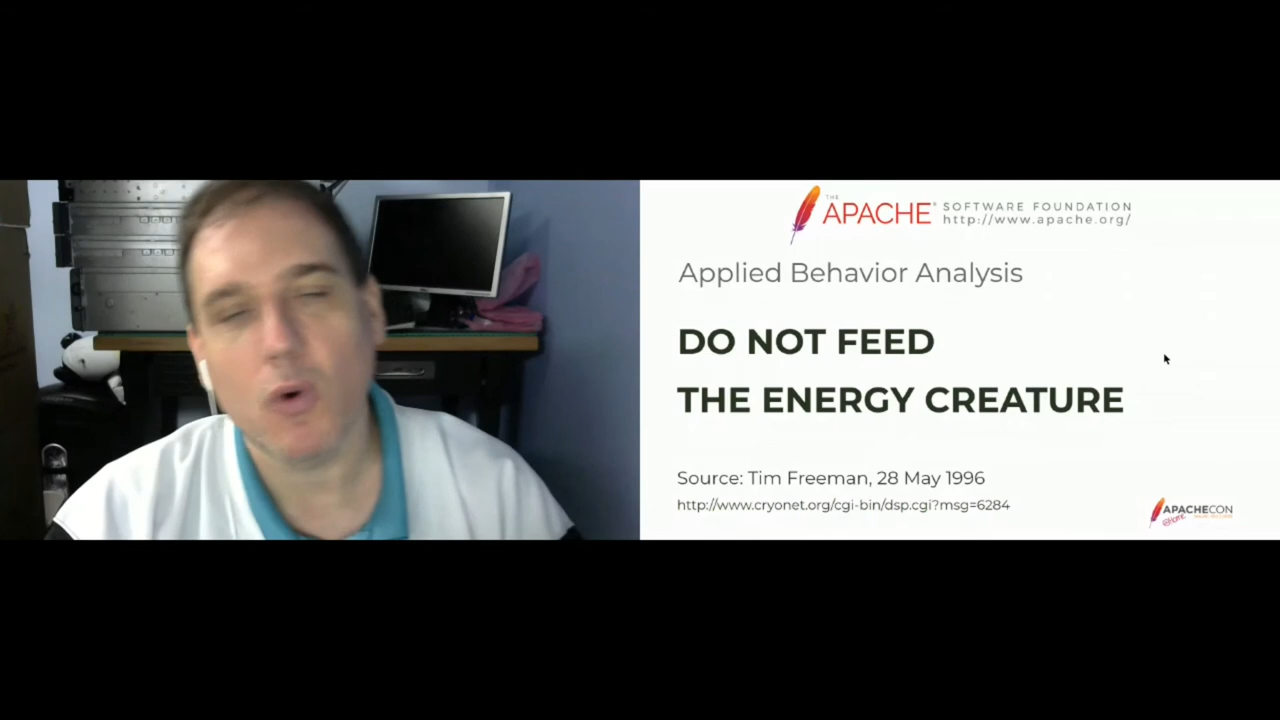 THE
APACHE® SOFTWARE FOUNDATION
http://www.apache.org/
Applied Behavior Analysis
DO NOT FEED
THE ENERGY CREATURE
Source: Tim Freeman, 28 May 1996
http://www.cryonet.org/cgi-bin/dsp.cgi?msg=6284
APACHECON
@Home